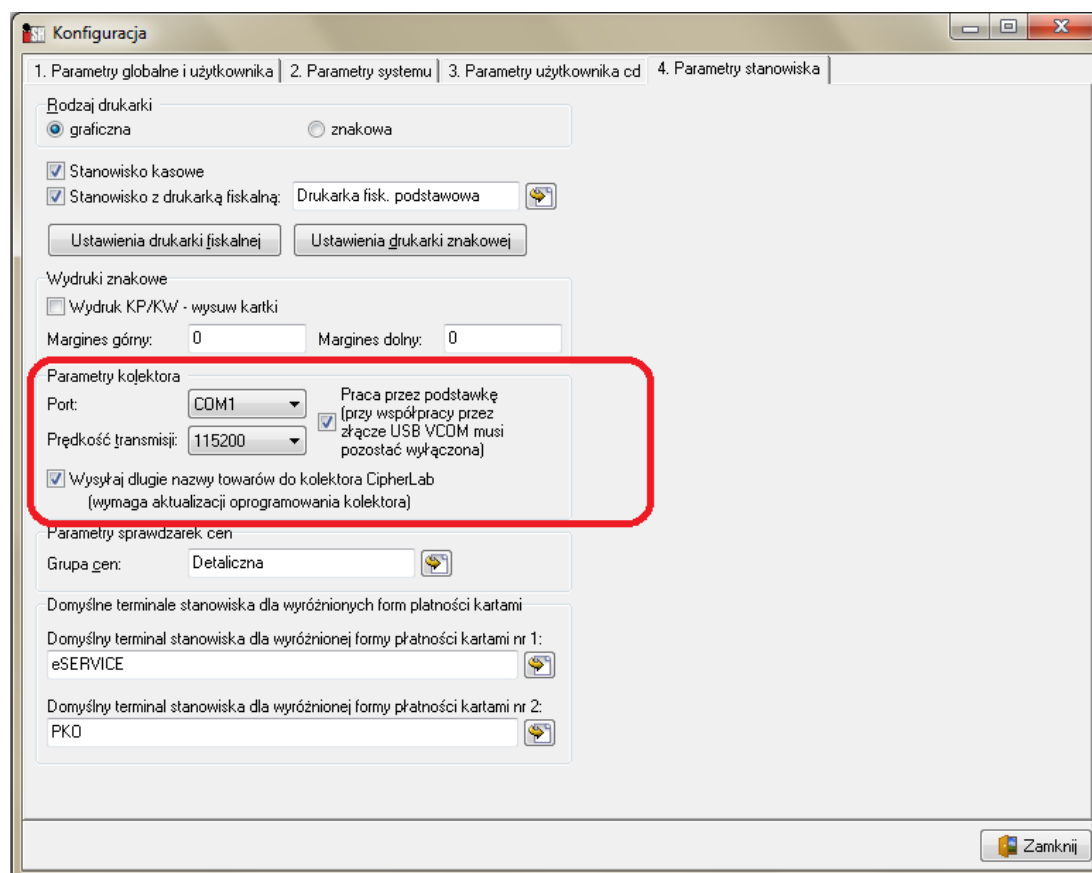 SH Konfiguracja
1. Parametry globalne i użytkownika 2. Parametry systemu 3. Parametry użytkownika cd 4. Parametry stanowiska
Rodzaj drukarki
graficzna znakowa
Stanowisko kasowe
Stanowisko z drukarką fiskalną: Drukarka fisk. podstawowa
Ustawienia drukarki fiskalnej Ustawienia drukarki znakowej
Wydruki znakowe
Wydruk KP/KW - wysuw kartki
Margines górny: 0 Margines dolny: 0
Parametry kolektora
Port: COM1
Prędkość transmisji: 115200
Praca przez podstawkę
(przy współpracy przez
złącze USB VCOM musi
pozostać wyłączona)
Wysyłaj dlugie nazwy towarów do kolektora CipherLab
(wymaga aktualizacji oprogramowania kolektora)
Parametry sprawdzarek cen
Grupa cen: Detaliczna
Domyślne terminale stanowiska dla wyróżnionych form platności kartami
Domyślny terminal stanowiska dla wyróżnionej formy płatności kartami nr 1:
eSERVICE
Domyślny terminal stanowiska dla wyróżnionej formy płatności kartami nr 2:
PKO
Zamknij